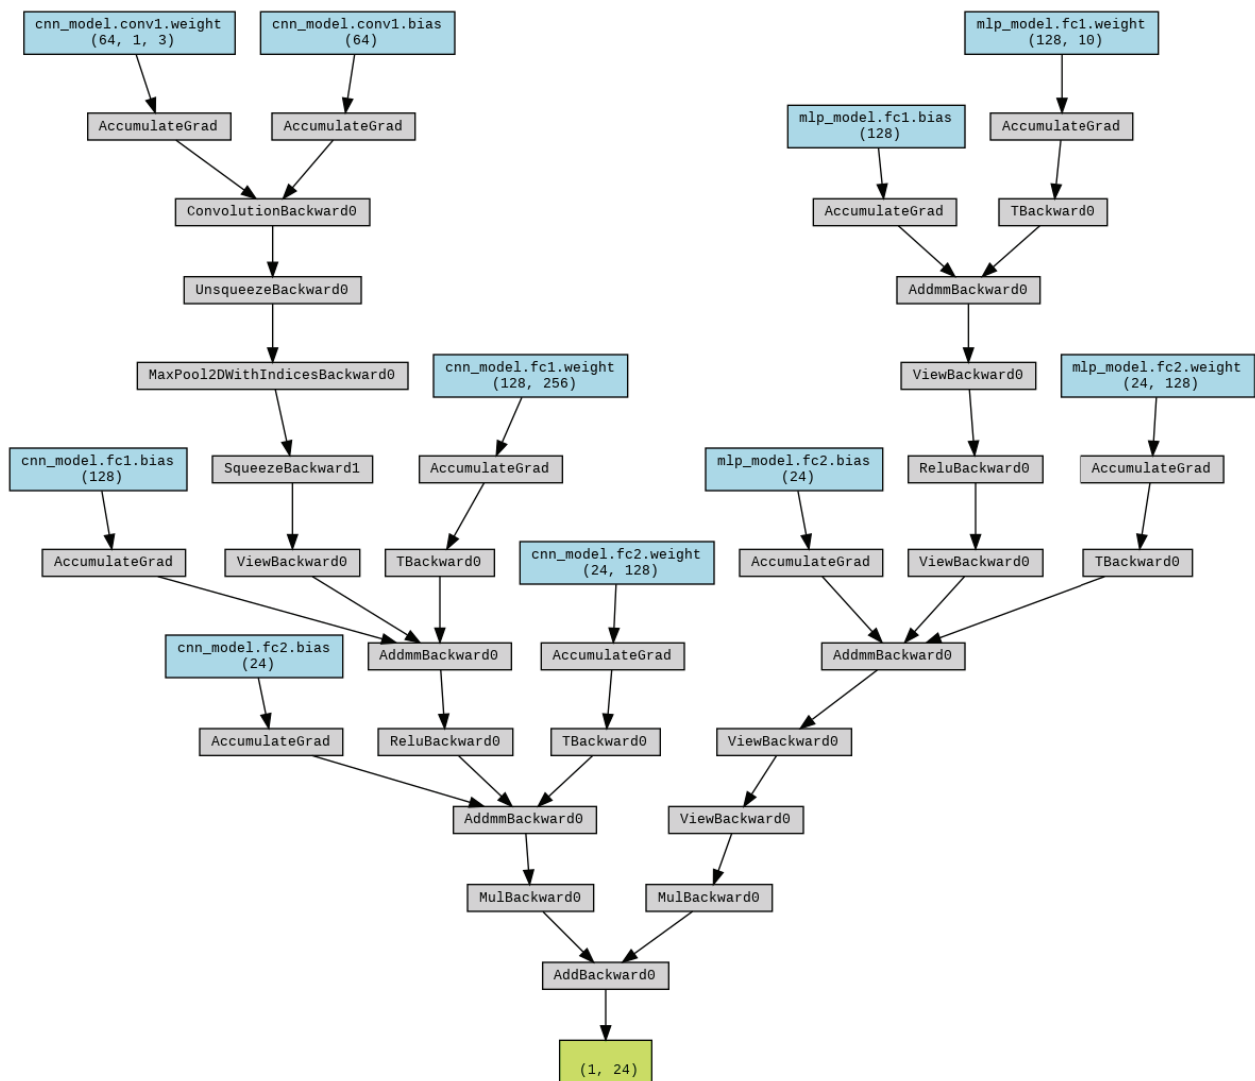 cnn_model.conv1.weight
(64, 1, 3)
cnn_model.conv1.bias
(64)
mlp_model.fc1.weight
(128, 10)
AccumulateGrad
AccumulateGrad
mlp_model.fc1.bias
(128)
AccumulateGrad
ConvolutionBackward0
AccumulateGrad
TBackward0
UnsqueezeBackward0
AddmmBackward0
MaxPool2DWithIndicesBackward0
cnn_model.fc1.weight
(128, 256)
ViewBackward0
mlp_model.fc2.weight
(24, 128)
cnn_model.fc1.bias
(128)
SqueezeBackward1
AccumulateGrad
mlp_model.fc2.bias
(24)
ReluBackward0
AccumulateGrad
AccumulateGrad
ViewBackward0
TBackward0
cnn_model.fc2.weight
(24, 128)
AccumulateGrad
ViewBackward0
TBackward0
cnn_model.fc2.bias
(24)
AddmmBackward0
AccumulateGrad
AddmmBackward0
AccumulateGrad
ReluBackward0
TBackward0
ViewBackward0
AddmmBackward0
ViewBackward0
MulBackward0
MulBackward0
AddBackward0
(1, 24)